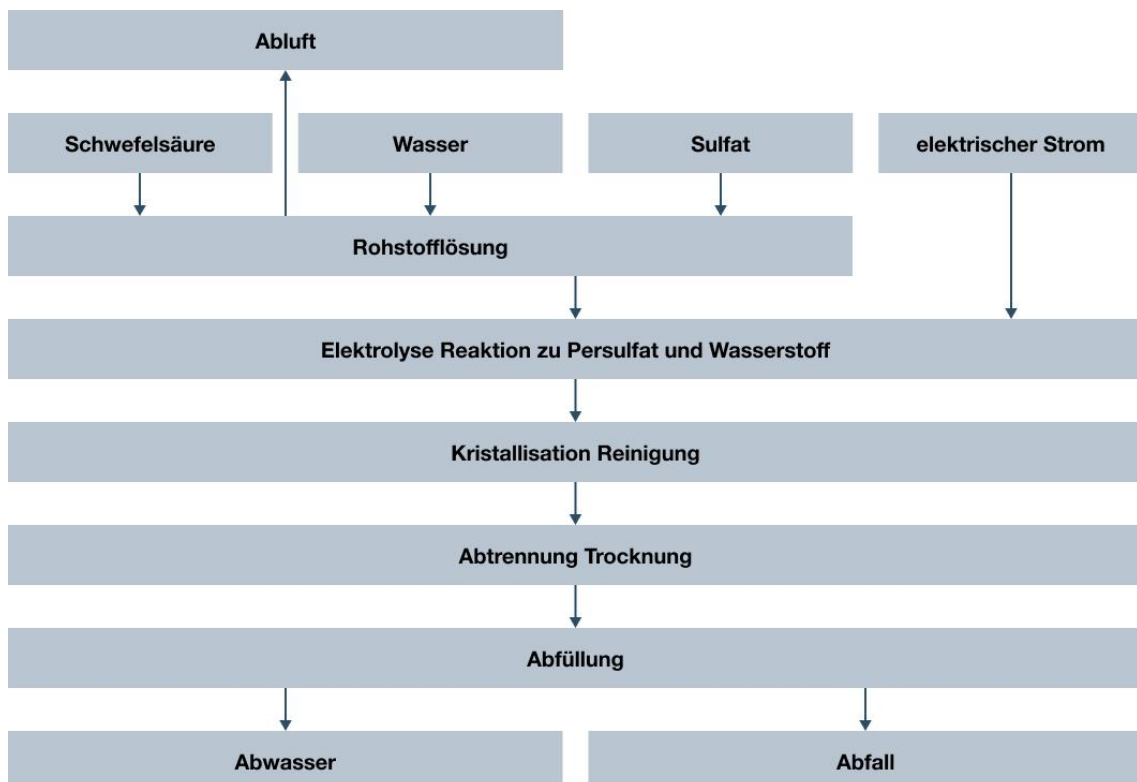 Abluft
Schwefelsäure
Wasser
Sulfat
elektrischer Strom
Rohstofflösung
Elektrolyse Reaktion zu Persulfat und Wasserstoff
Kristallisation Reinigung
Abtrennung Trocknung
Abfüllung
Abwasser
Abfall